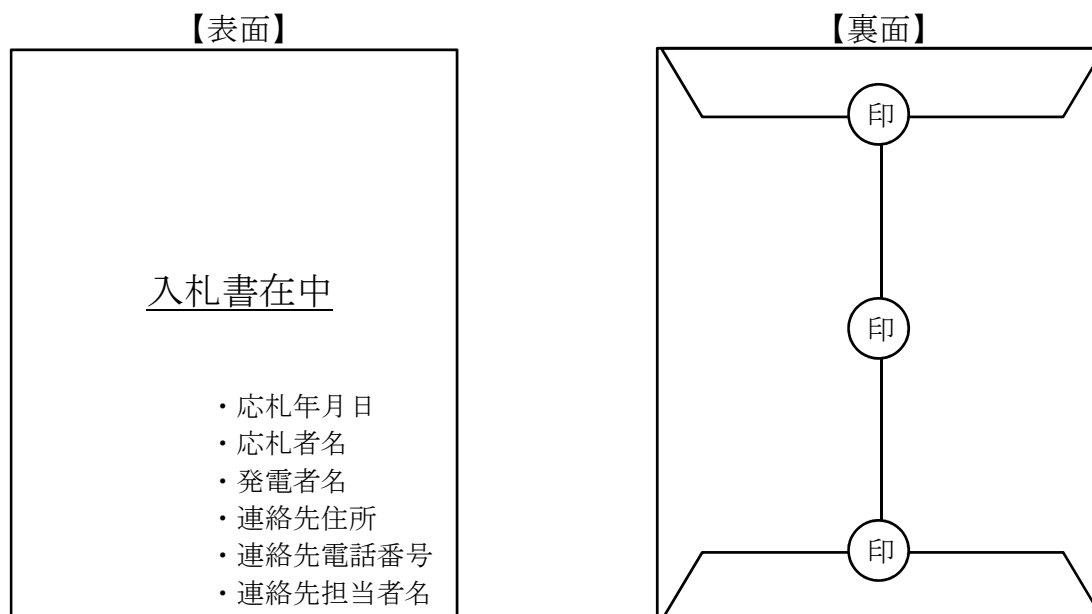 【表面】
入札書在中
・応札年月日
・応札者名
・発電者名
・連絡先住所
・連絡先電話番号
・連絡先担当者名
【裏面】
印
印
印